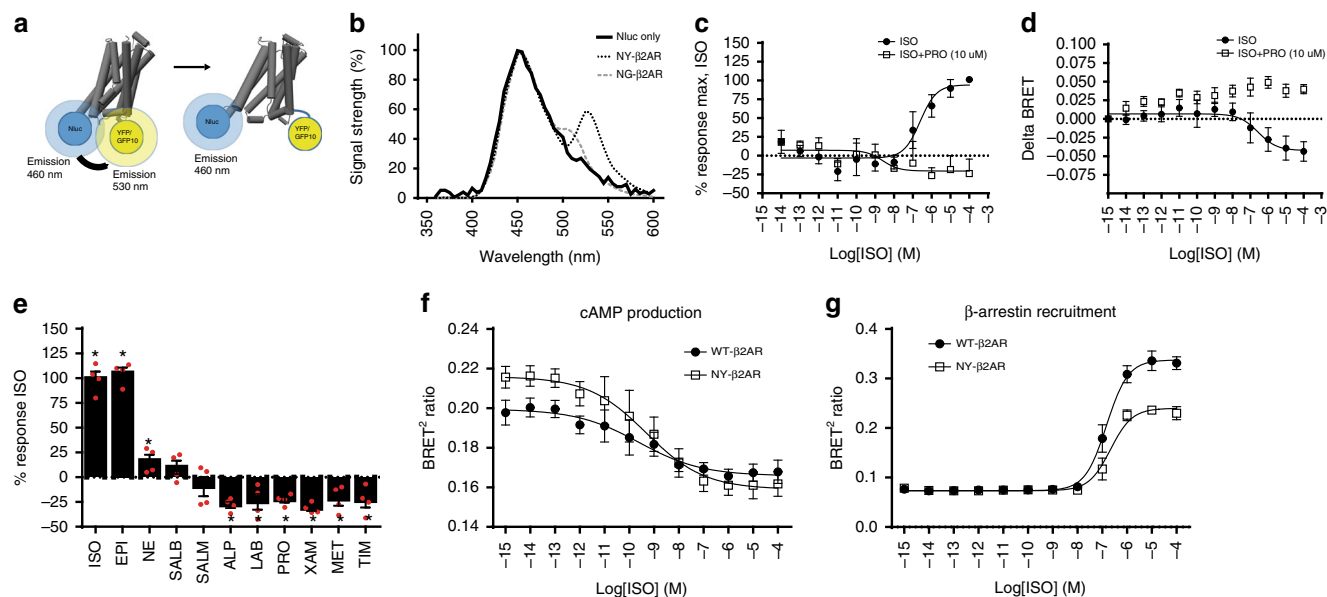 a
Nluc
YFP/
GFP10
Emission
460 nm
Emission
530 nm
Nluc
YFP/
GFP10
Emission
460 nm
b
Signal strength (%)
100
80
60
40
20
0
350
400
450
500
550
600
Wavelength (nm)
Nluc only
NY-β2AR
NG-β2AR
c
% response max, ISO
150
125
100
75
50
25
0
−25
−50
−15
−14
−13
−12
−11
−10
−9
−8
−7
−6
−5
−4
−3
Log[ISO] (M)
ISO
ISO+PRO (10 uM)
d
Delta BRET
0.100
0.075
0.050
0.025
0.000
−0.025
−0.050
−0.075
−15
−14
−13
−12
−11
−10
−9
−8
−7
−6
−5
−4
−3
Log[ISO] (M)
ISO
ISO+PRO (10 uM)
e
% response ISO
150
125
100
75
50
25
0
−25
−50
* * * * * * * * *
ISO
EPI
NE
SALB
SALM
ALP
LAB
PRO
XAM
MET
TIM
f
cAMP production
BRET² ratio
0.24
0.22
0.20
0.18
0.16
0.14
−15
−14
−13
−12
−11
−10
−9
−8
−7
−6
−5
−4
Log[ISO] (M)
WT-β2AR
NY-β2AR
g
β-arrestin recruitment
BRET² ratio
0.4
0.3
0.2
0.1
0.0
−15
−14
−13
−12
−11
−10
−9
−8
−7
−6
−5
−4
Log[ISO] (M)
WT-β2AR
NY-β2AR